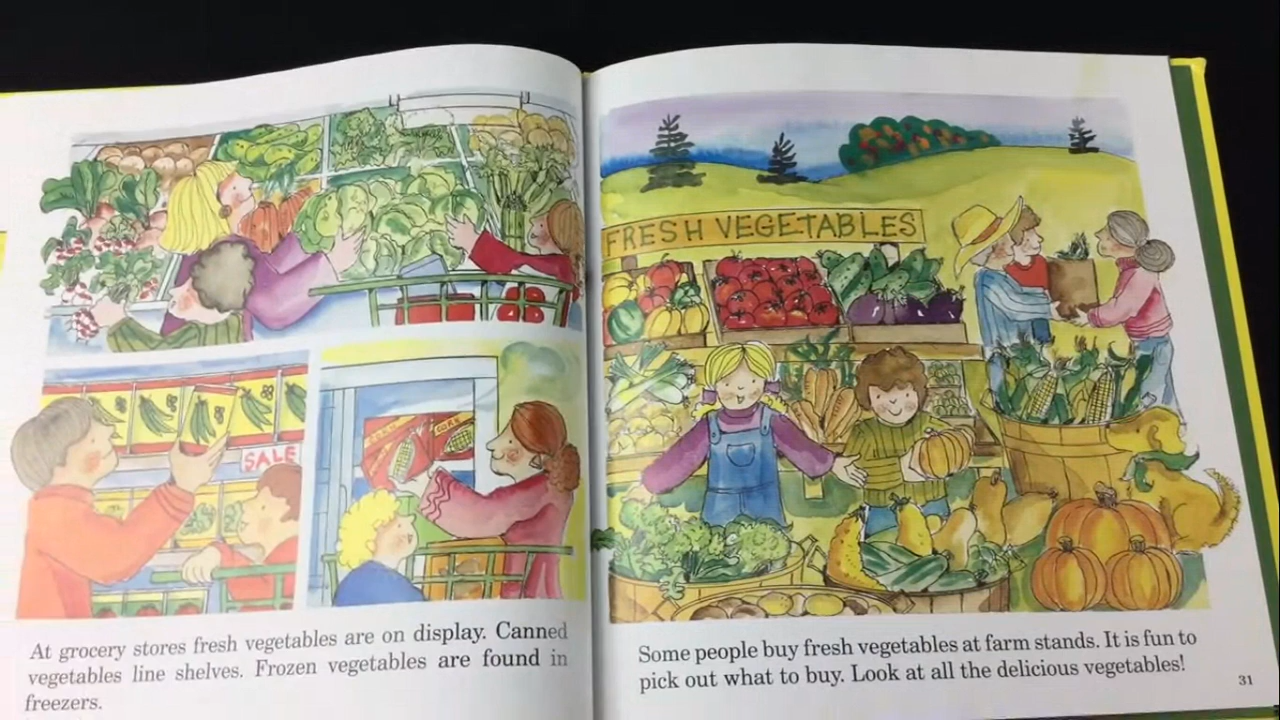 SALE
CORN
At grocery stores fresh vegetables are on display. Canned
vegetables line shelves. Frozen vegetables are found in
freezers.
FRESH VEGETABLES
Some people buy fresh vegetables at farm stands. It is fun to
pick out what to buy. Look at all the delicious vegetables!
31